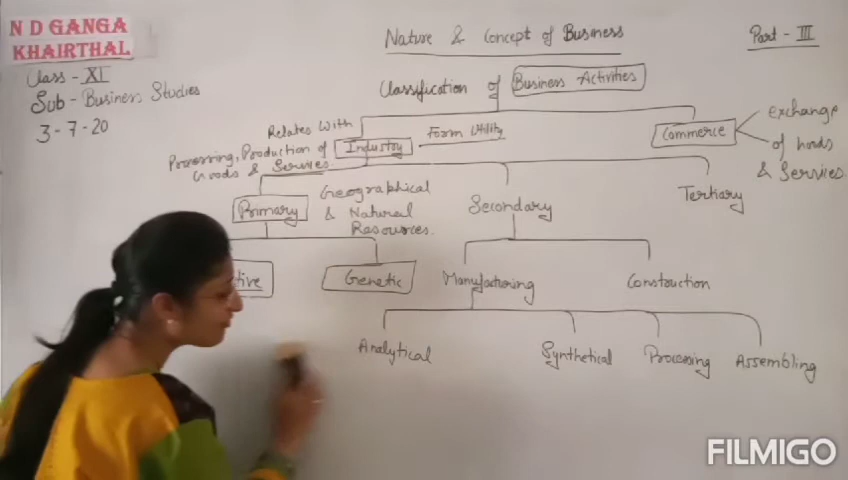 N D GANGA
KHAIRTHAL
Class - XI
Sub - Business Studies
3-7-20
Nature & Concept of Business
Part - III
Classification of Business Activities
Relates With
Processing, Production of
Goods & Services
Industry
Form Utility
Commerce
exchange
of Goods
& Services
Primary
Geographical
& Natural
Resources.
Secondary
Tertiary
tive
Genetic
Manufacturing
Construction
Analytical
Synthetical
Processing
Assembling
FILMIGO